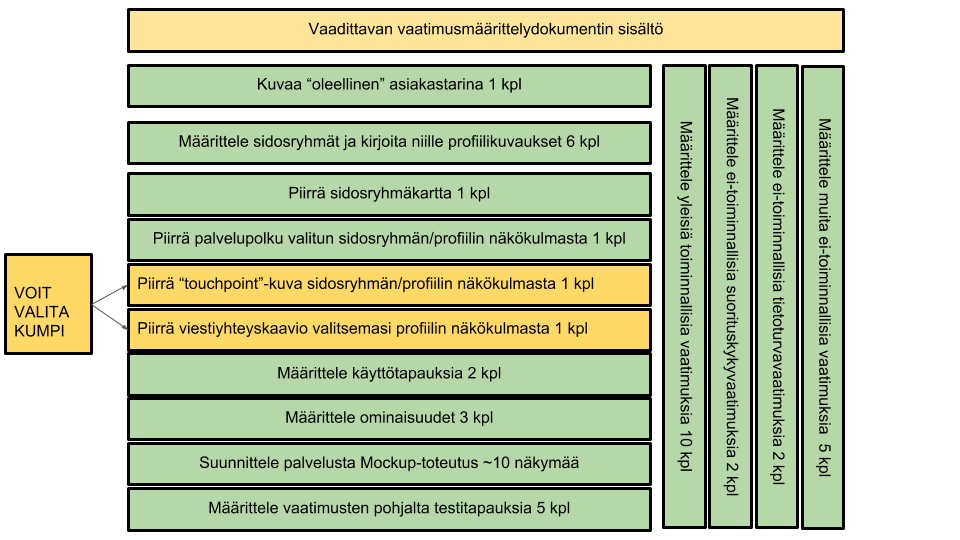 Vaadittavan vaatimusmäärittelydokumentin sisältö
Kuvaa “oleellinen” asiakastarina 1 kpl
Määrittele sidosryhmät ja kirjoita niille profiilikuvaukset 6 kpl
Piirrä sidosryhmäkartta 1 kpl
Piirrä palvelupolku valitun sidosryhmän/profiilin näkökulmasta 1 kpl
VOIT
VALITA
KUMPI
Piirrä “touchpoint”-kuva sidosryhmän/profiilin näkökulmasta 1 kpl
Piirrä viestiyhteyskaavio valitsemasi profiilin näkökulmasta 1 kpl
Määrittele käyttötapauksia 2 kpl
Määrittele ominaisuudet 3 kpl
Suunnittele palvelusta Mockup-toteutus ~10 näkymää
Määrittele vaatimusten pohjalta testitapauksia 5 kpl
Määrittele yleisiä toiminnallisia vaatimuksia 10 kpl
Määrittele ei-toiminnallisia suorituskykyvaatimuksia 2 kpl
Määrittele ei-toiminnallisia tietoturvavaatimuksia 2 kpl
Määrittele muita ei-toiminnallisia vaatimuksia 5 kpl